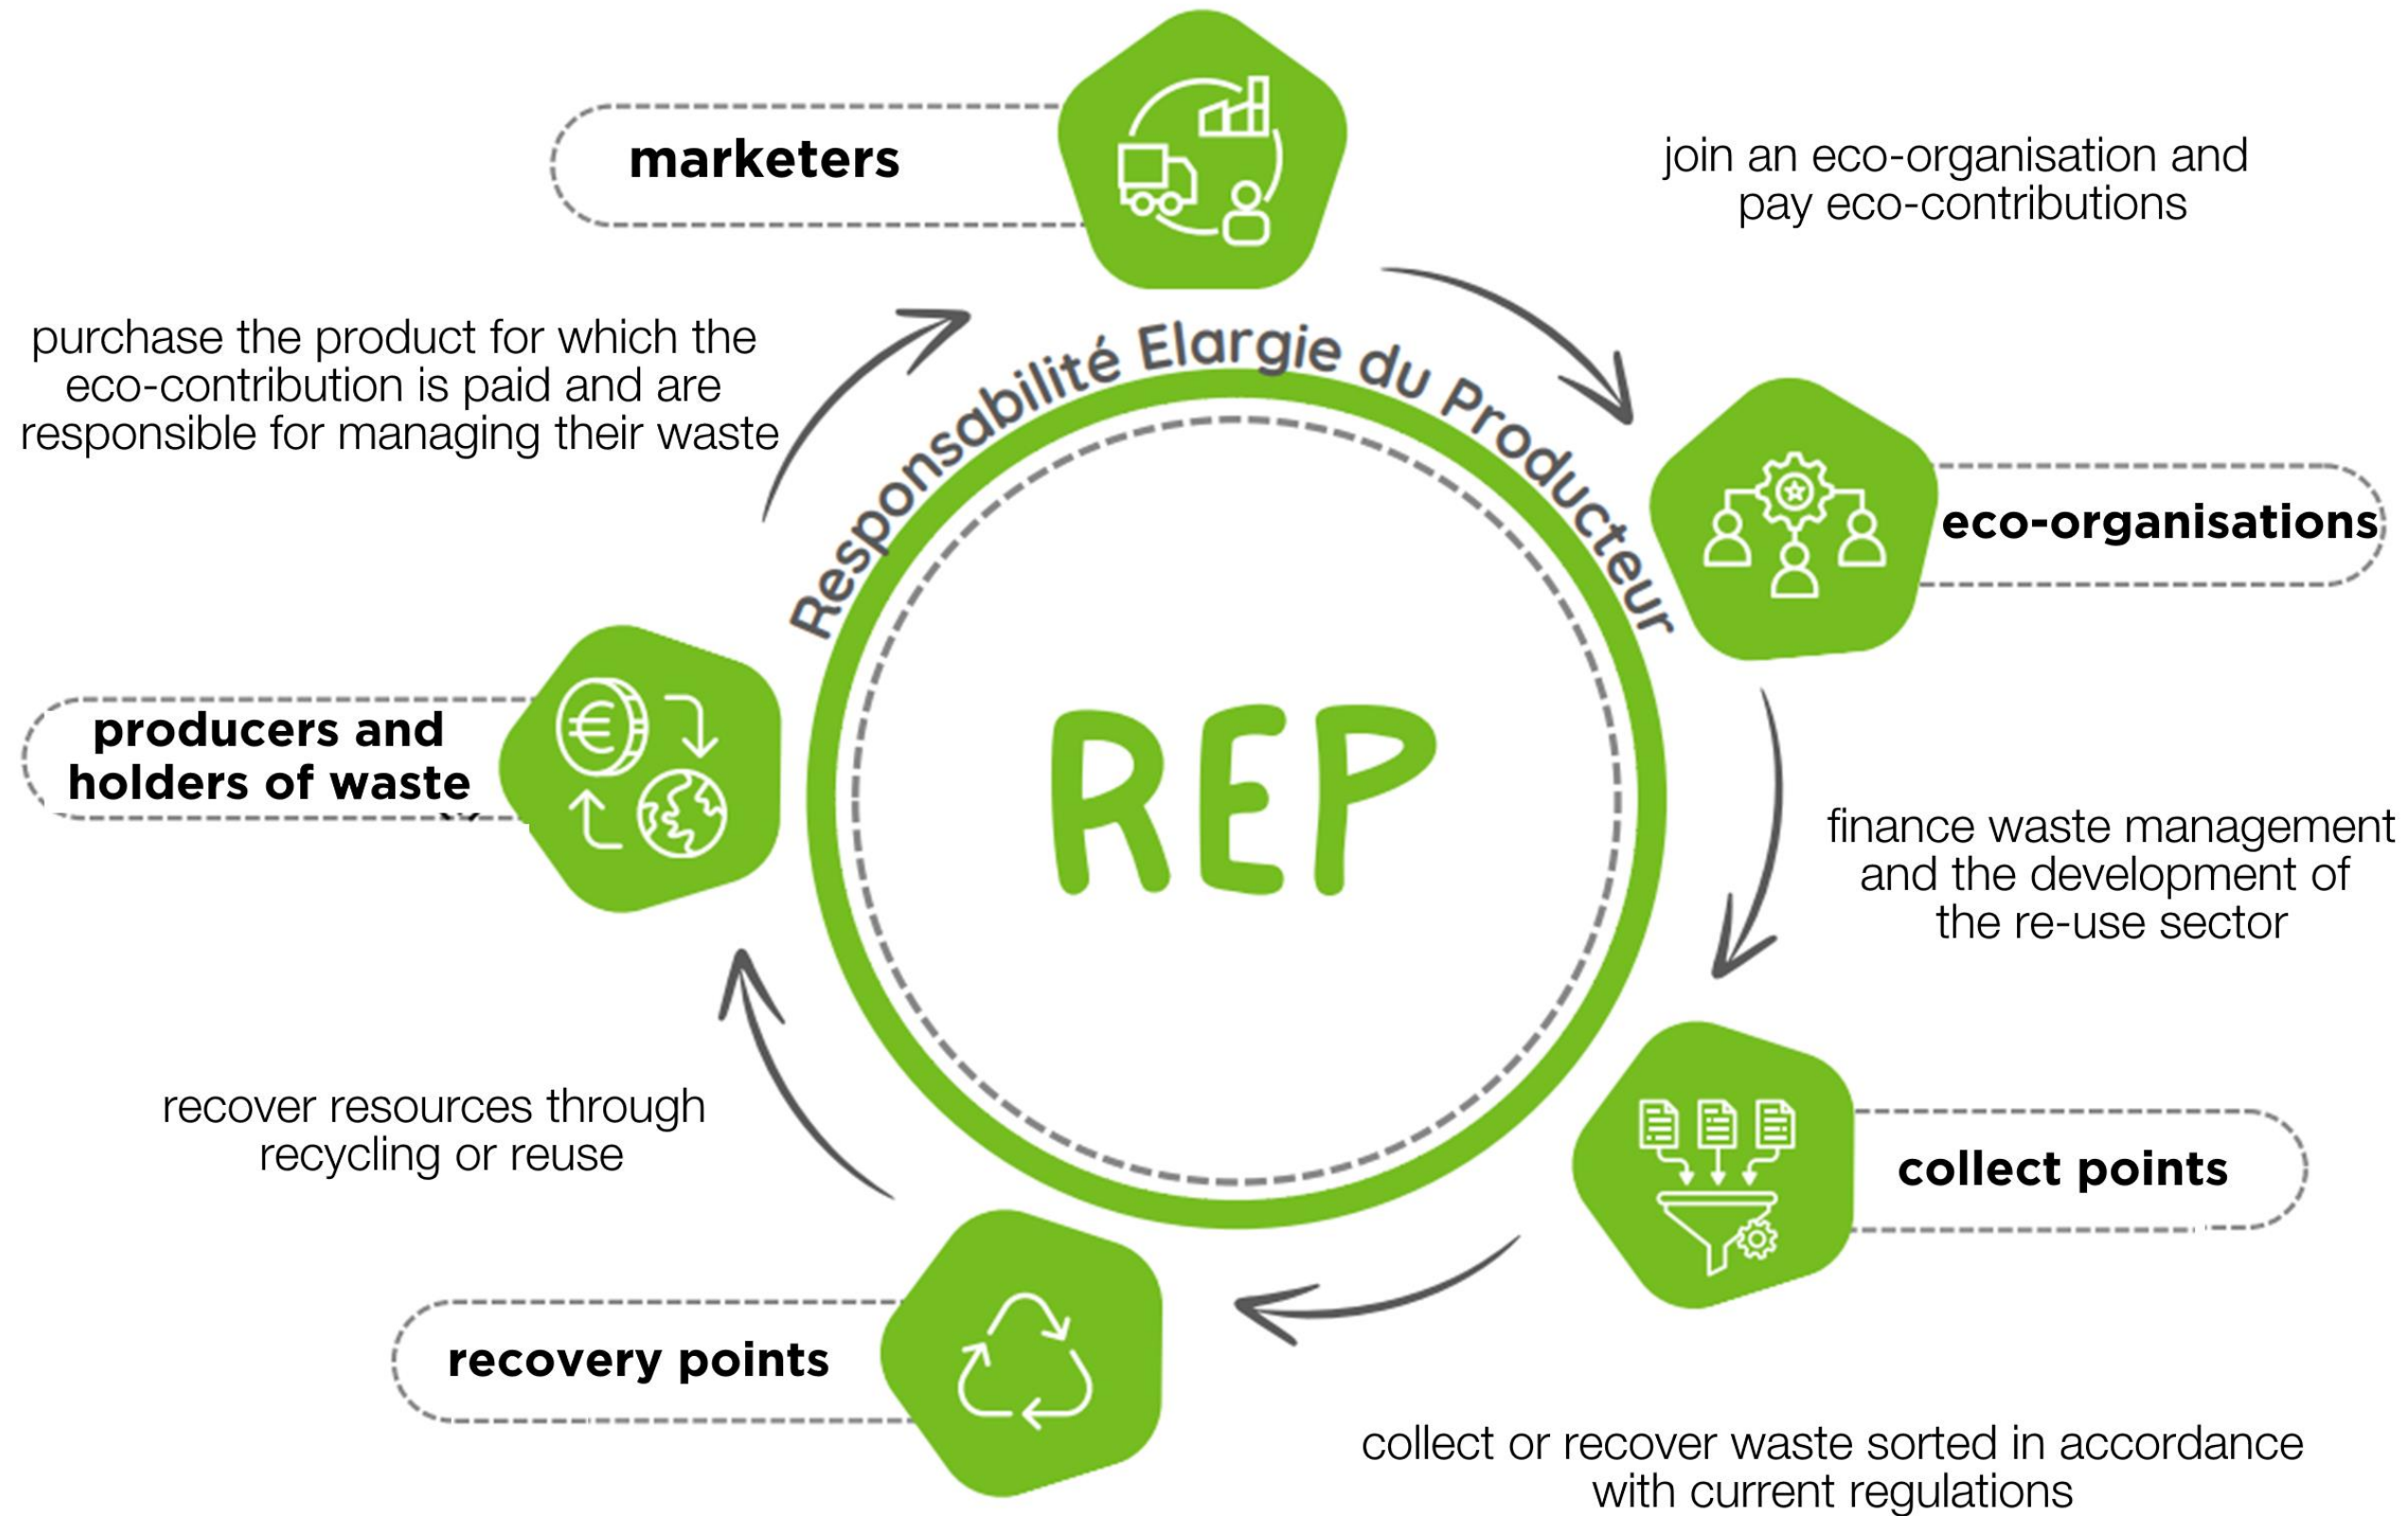 marketers
join an eco-organisation and
pay eco-contributions
purchase the product for which the
eco-contribution is paid and are
responsible for managing their waste
Responsabilité Elargie du Producteur
eco-organisations
REP
producers and
holders of waste
finance waste management
and the development of
the re-use sector
recover resources through
recycling or reuse
collect points
recovery points
collect or recover waste sorted in accordance
with current regulations